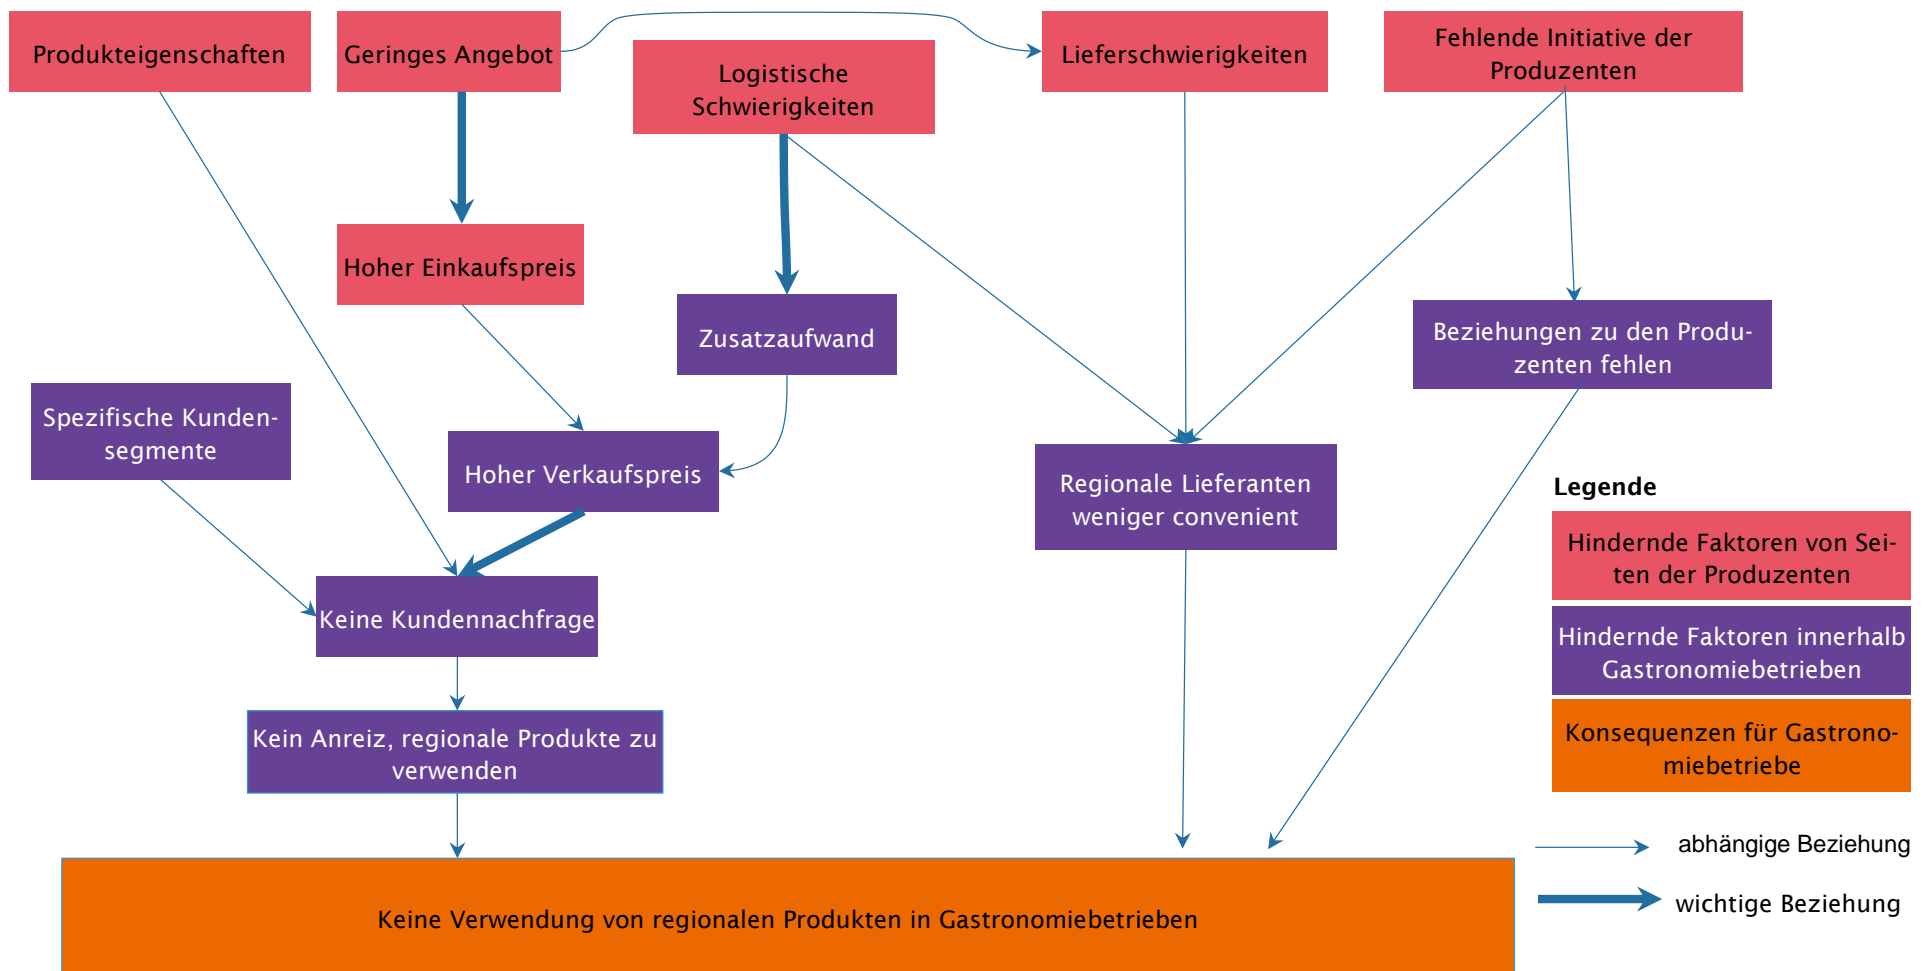 Produkteigenschaften
Geringes Angebot
Logistische
Schwierigkeiten
Lieferschwierigkeiten
Fehlende Initiative der
Produzenten
Hoher Einkaufspreis
Zusatzaufwand
Beziehungen zu den Produ-
zenten fehlen
Spezifische Kunden-
segmente
Hoher Verkaufspreis
Regionale Lieferanten
weniger convenient
Keine Kundennachfrage
Kein Anreiz, regionale Produkte zu
verwenden
Keine Verwendung von regionalen Produkten in Gastronomiebetrieben
Legende
Hindernde Faktoren von Sei-
ten der Produzenten
Hindernde Faktoren innerhalb
Gastronomiebetrieben
Konsequenzen für Gastrono-
miebetriebe
abhängige Beziehung
wichtige Beziehung